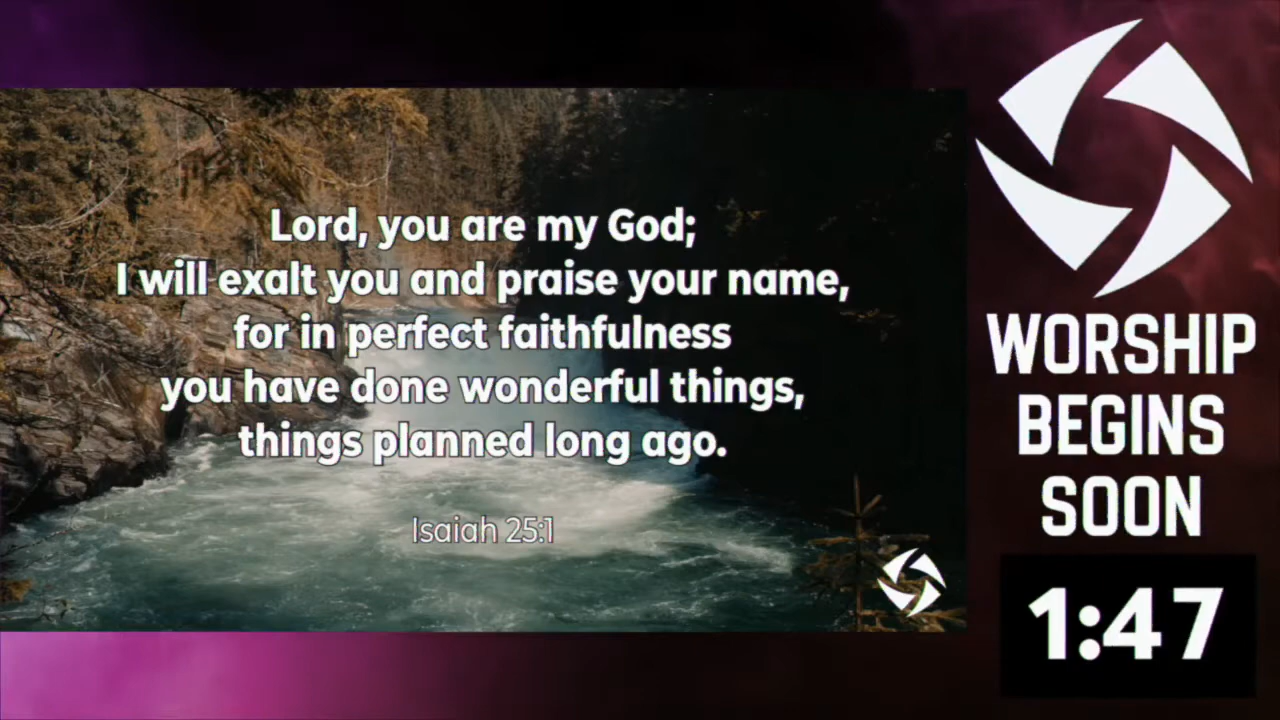 Lord, you are my God;
I will exalt you and praise your name,
for in perfect faithfulness
you have done wonderful things,
things planned long ago.
Isaiah 25:1
WORSHIP
BEGINS
SOON
1:47